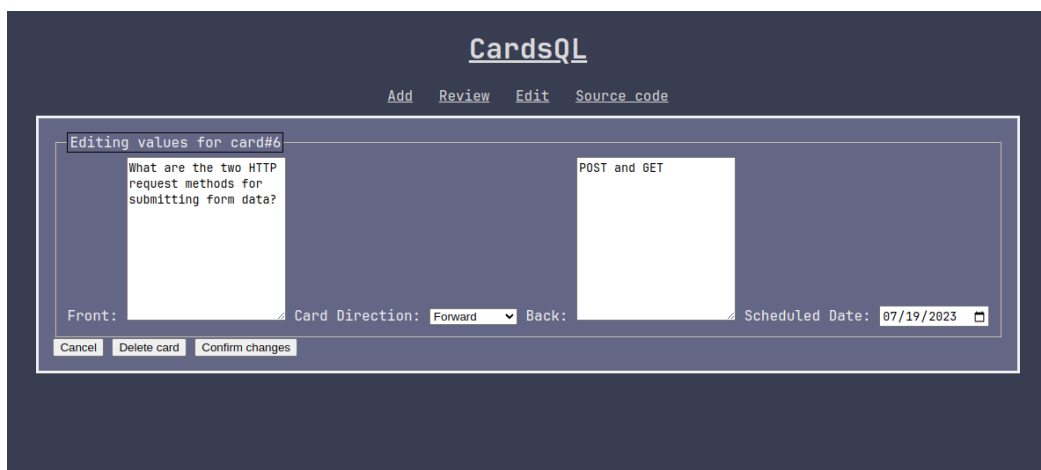 CardsQL
Add Review Edit Source code
Editing values for card#6
What are the two HTTP
request methods for
submitting form data?
POST and GET
Front: Card Direction: Forward Back: Scheduled Date: 07/19/2023
Cancel Delete card Confirm changes